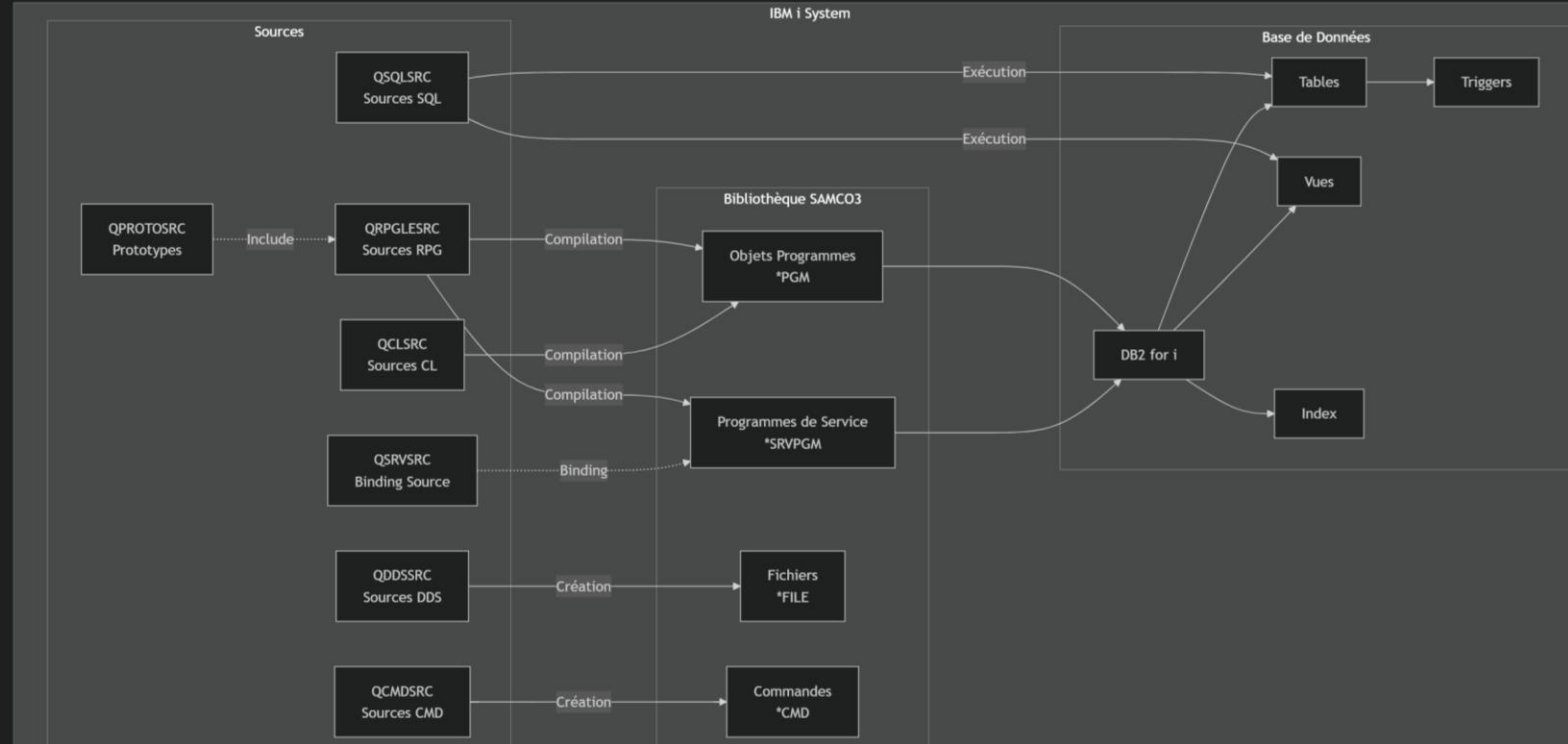 IBM i System
Sources
Base de Données
QSQLSRC
Sources SQL
Exécution
Tables
Triggers
Exécution
Vues
Bibliothèque SAMCO3
QPROTOSRC
Prototypes
Include
QRPGLESRC
Sources RPG
Compilation
Objets Programmes
*PGM
QCLSRC
Sources CL
Compilation
DB2 for i
Compilation
Index
Programmes de Service
*SRVPGM
QSRVSRC
Binding Source
Binding
QDDSSRC
Sources DDS
Création
Fichiers
*FILE
QCMDSRC
Sources CMD
Création
Commandes
*CMD